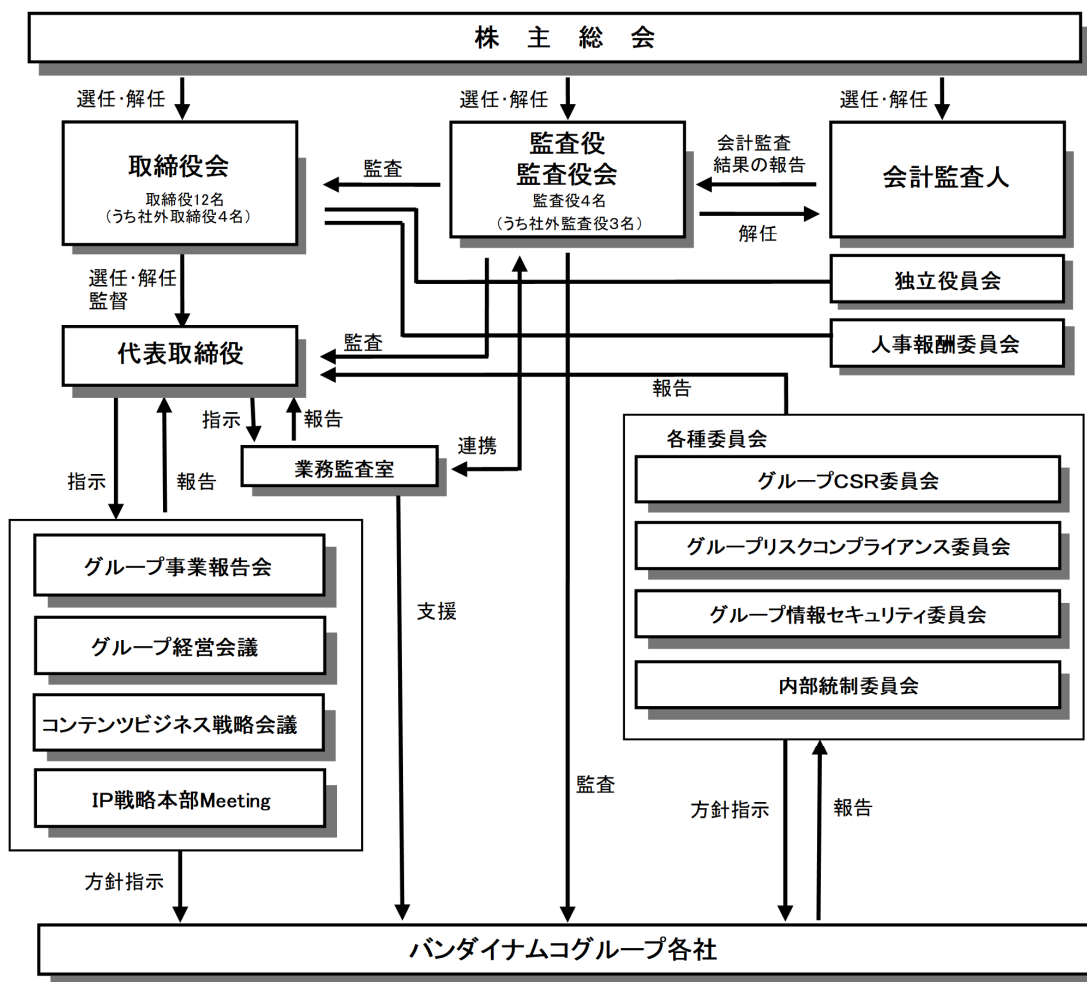 株 主 総 会
選任・解任
選任・解任
選任・解任
取締役会
取締役12名
(うち社外取締役4名)
監査
監査役
監査役会
監査役4名
(うち社外監査役3名)
会計監査
結果の報告
解任
会計監査人
選任・解任
監督
独立役員会
人事報酬委員会
代表取締役
監査
報告
指示
報告
連携
業務監査室
指示
報告
各種委員会
グループCSR委員会
グループリスクコンプライアンス委員会
グループ情報セキュリティ委員会
内部統制委員会
グループ事業報告会
グループ経営会議
コンテンツビジネス戦略会議
IP戦略本部Meeting
支援
監査
方針指示
報告
方針指示
バンダイナムコグループ各社